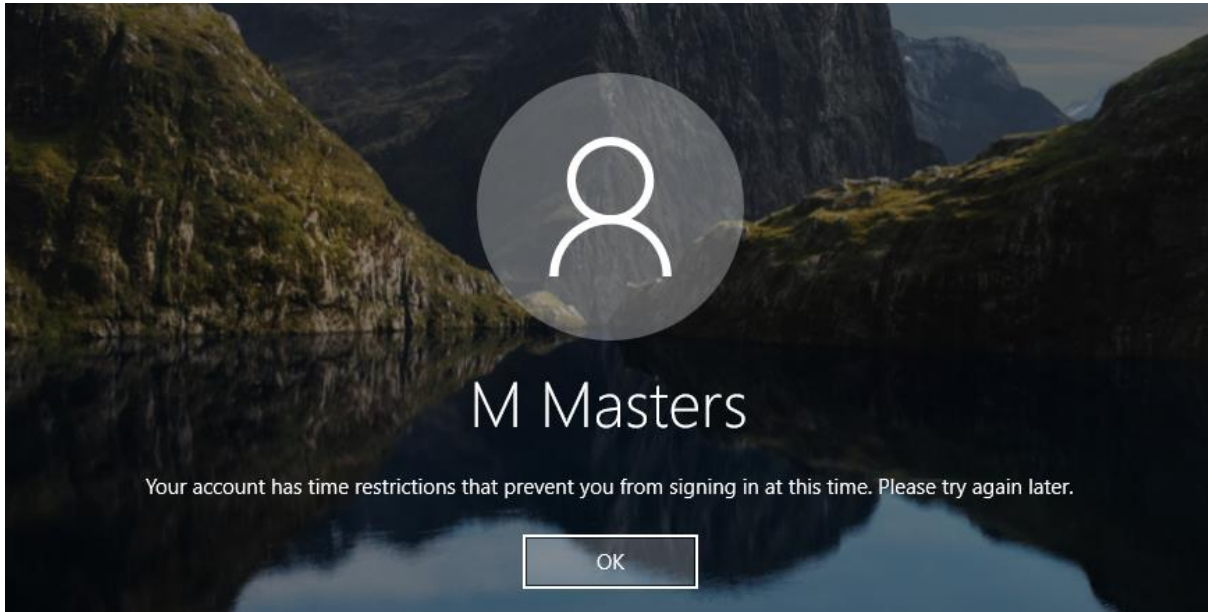 M Masters
Your account has time restrictions that prevent you from signing in at this time. Please try again later.
OK